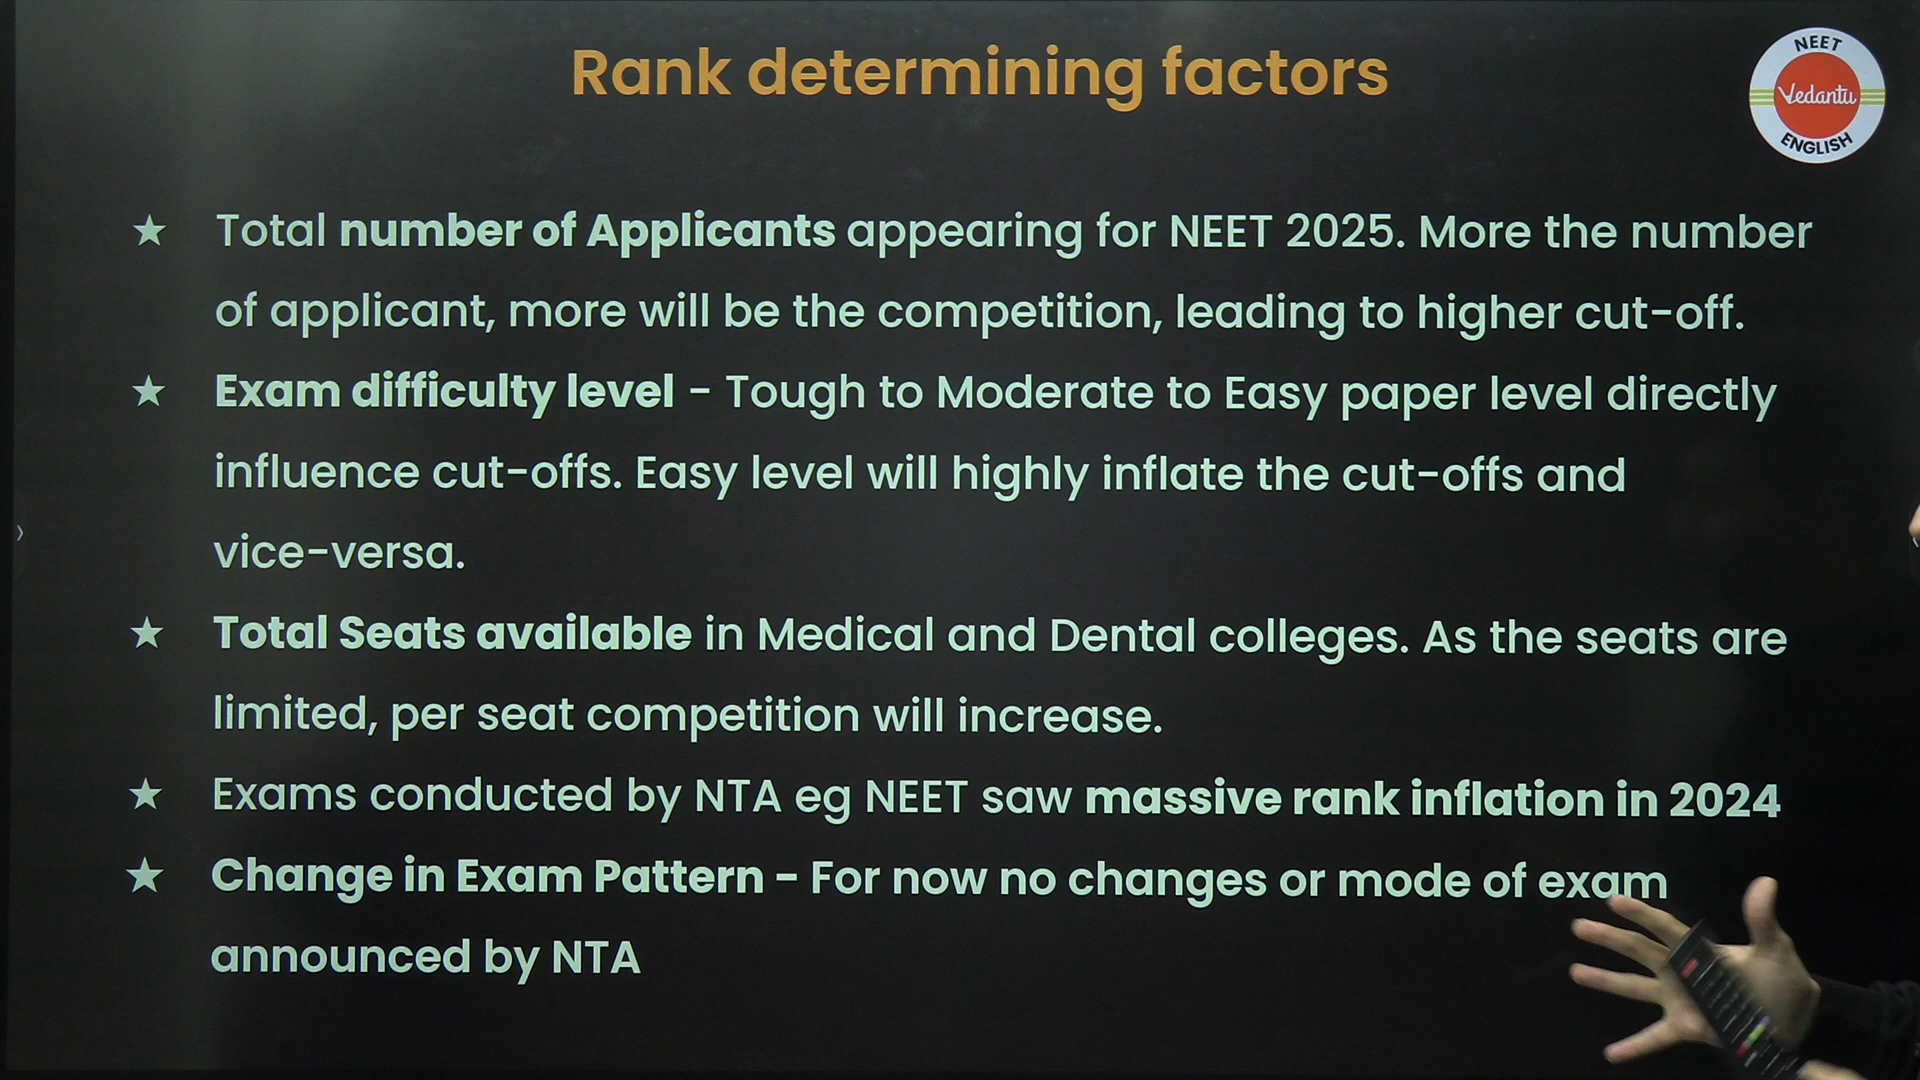 Rank determining factors
NEET
Vedantu
ENGLISH
★ Total number of Applicants appearing for NEET 2025. More the number
of applicant, more will be the competition, leading to higher cut-off.
★ Exam difficulty level - Tough to Moderate to Easy paper level directly
influence cut-offs. Easy level will highly inflate the cut-offs and
vice-versa.
★ Total Seats available in Medical and Dental colleges. As the seats are
limited, per seat competition will increase.
★ Exams conducted by NTA eg NEET saw massive rank inflation in 2024
★ Change in Exam Pattern - For now no changes or mode of exam
announced by NTA